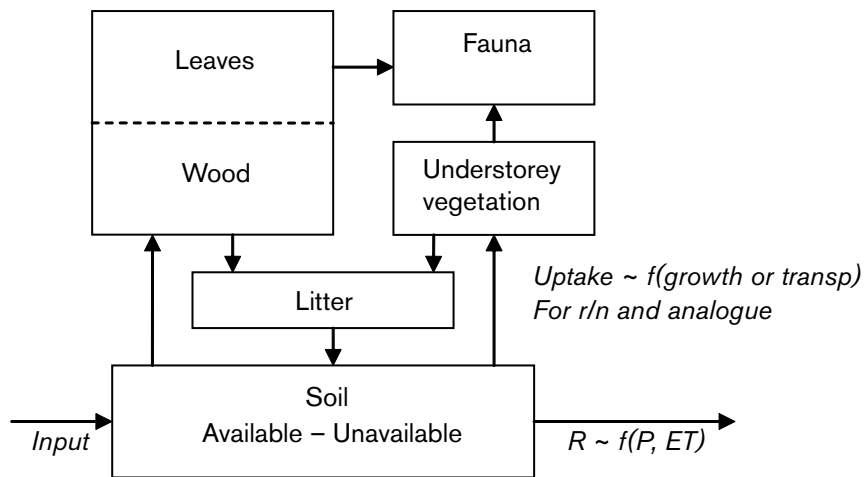 Leaves
Fauna
Wood
Understorey
vegetation
Uptake ~ f(growth or transp)
For r/n and analogue
Litter
Soil
Available – Unavailable
Input
R ~ f(P, ET)